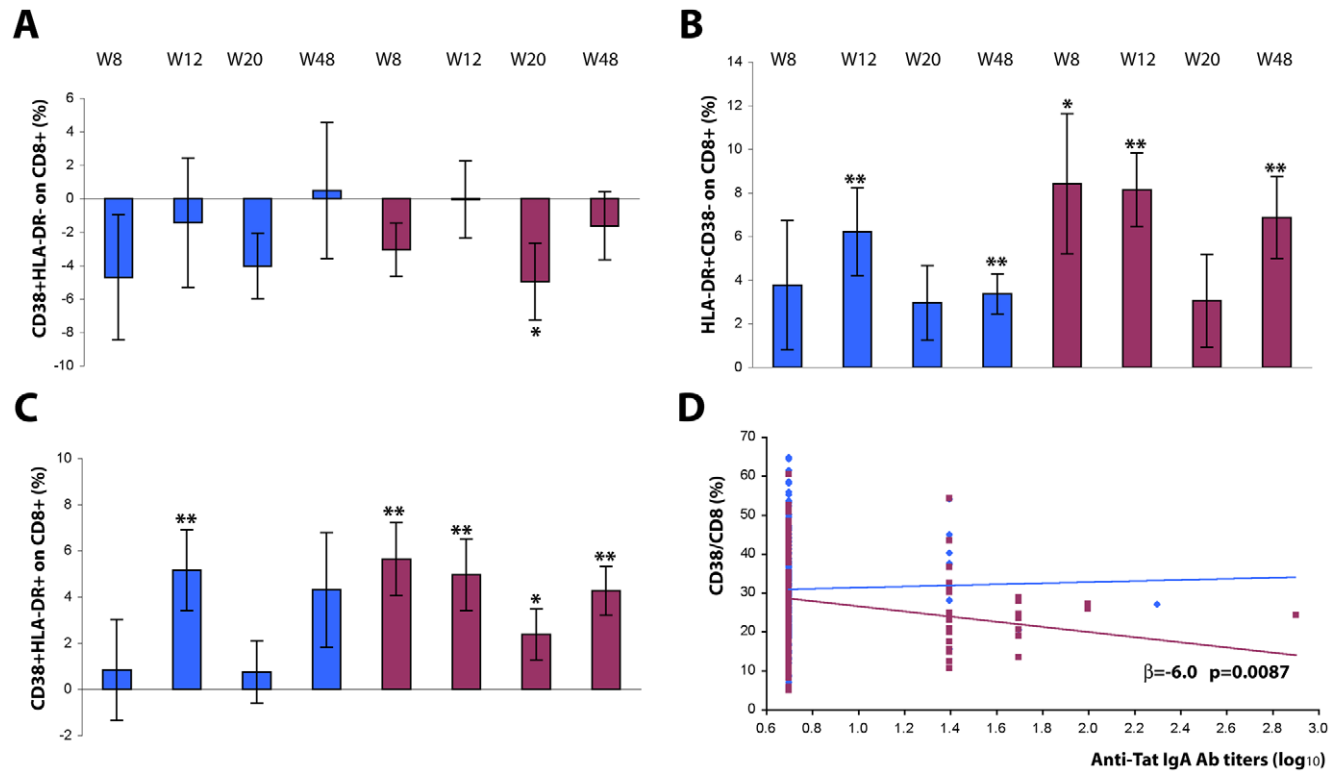 A
W8 W12 W20 W48 W8 W12 W20 W48
CD38+HLA-DR- on CD8+ (%)
6
4
2
0
-2
-4
-6
-8
-10
*
B
W8 W12 W20 W48 W8 W12 W20 W48
HLA-DR+CD38- on CD8+ (%)
14
12
10
8
6
4
2
0
** ** * ** **
C
CD38+HLA-DR+ on CD8+ (%)
10
8
6
4
2
0
-2
** ** ** * **
D
CD38/CD8 (%)
70
60
50
40
30
20
10
0
β=-6.0 p=0.0087
0.6 0.8 1.0 1.2 1.4 1.6 1.8 2.0 2.2 2.4 2.6 2.8 3.0
Anti-Tat IgA Ab titers (log10)